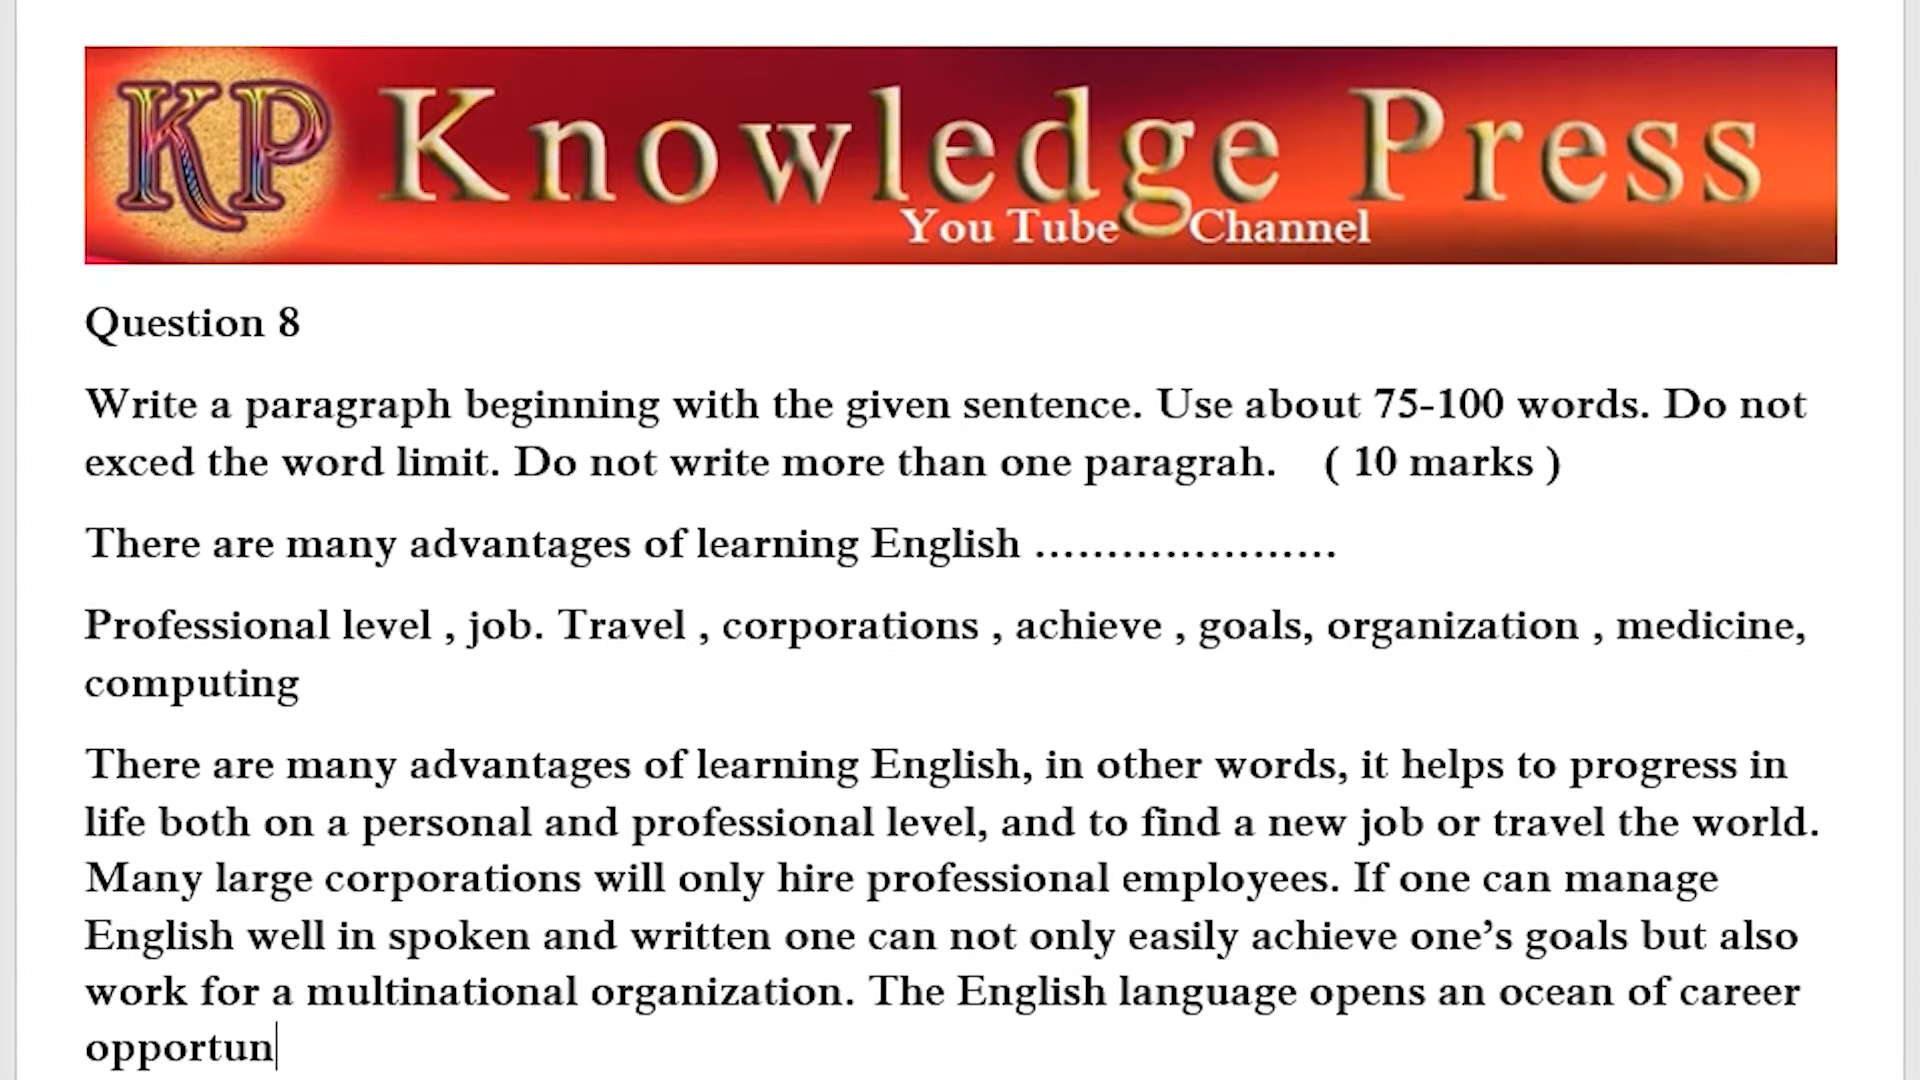 KP Knowledge Press
You Tube Channel
Question 8
Write a paragraph beginning with the given sentence. Use about 75-100 words. Do not
exced the word limit. Do not write more than one paragrah. ( 10 marks )
There are many advantages of learning English .....................
Professional level , job. Travel , corporations , achieve , goals, organization , medicine,
computing
There are many advantages of learning English, in other words, it helps to progress in
life both on a personal and professional level, and to find a new job or travel the world.
Many large corporations will only hire professional employees. If one can manage
English well in spoken and written one can not only easily achieve one’s goals but also
work for a multinational organization. The English language opens an ocean of career
opportun